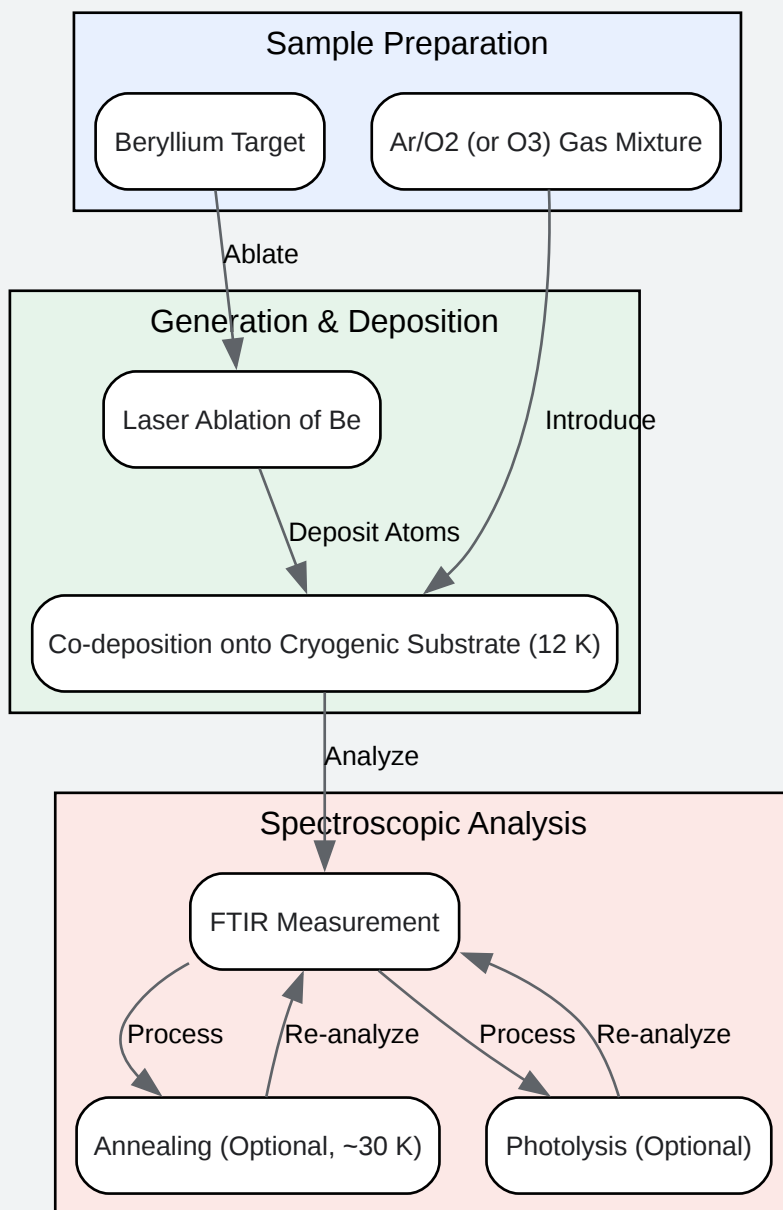 Sample Preparation
Beryllium Target
Ar/O2 (or O3) Gas Mixture
Ablate
Generation & Deposition
Laser Ablation of Be
Introduce
Deposit Atoms
Co-deposition onto Cryogenic Substrate (12 K)
Analyze
Spectroscopic Analysis
FTIR Measurement
Process
Re-analyze
Process
Re-analyze
Annealing (Optional, ~30 K)
Photolysis (Optional)